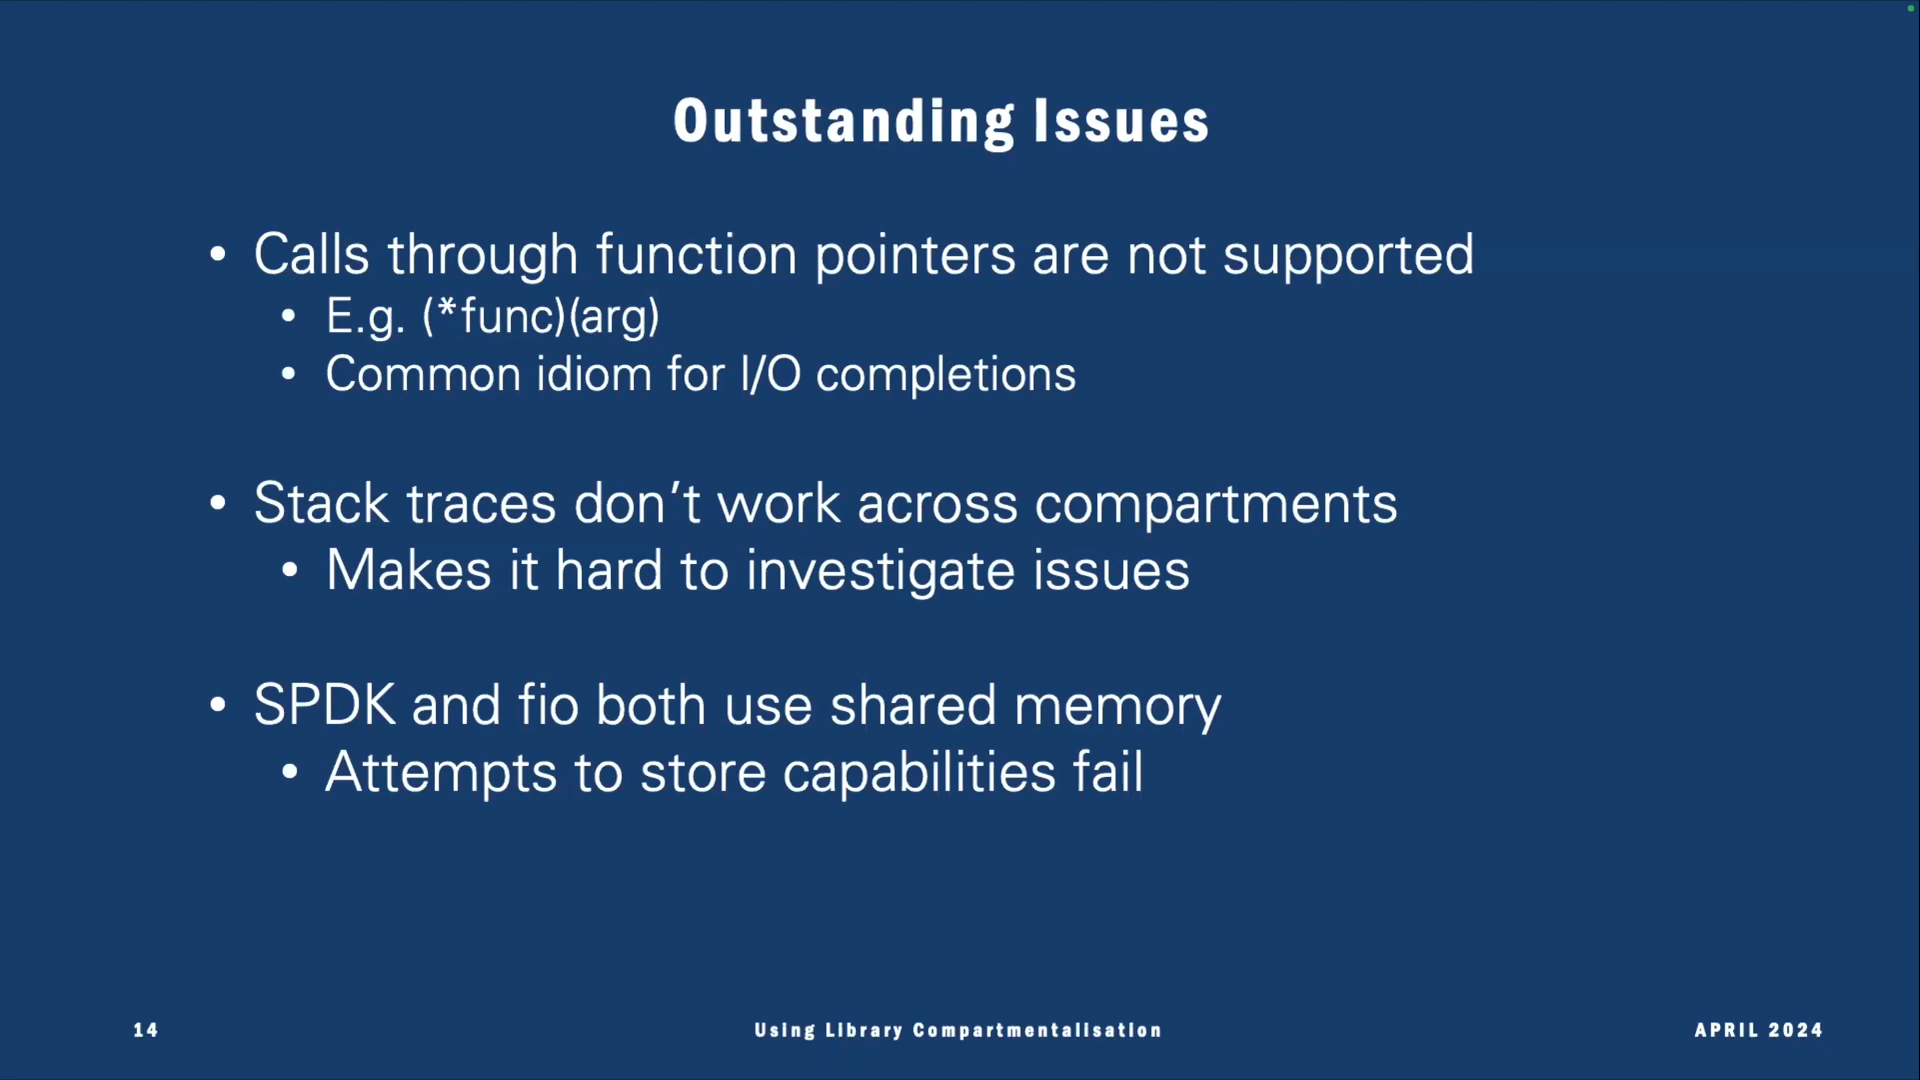 Outstanding Issues
• Calls through function pointers are not supported
• E.g. (*func)(arg)
• Common idiom for I/O completions
• Stack traces don’t work across compartments
• Makes it hard to investigate issues
• SPDK and fio both use shared memory
• Attempts to store capabilities fail
14
Using Library Compartmentalisation
APRIL 2024